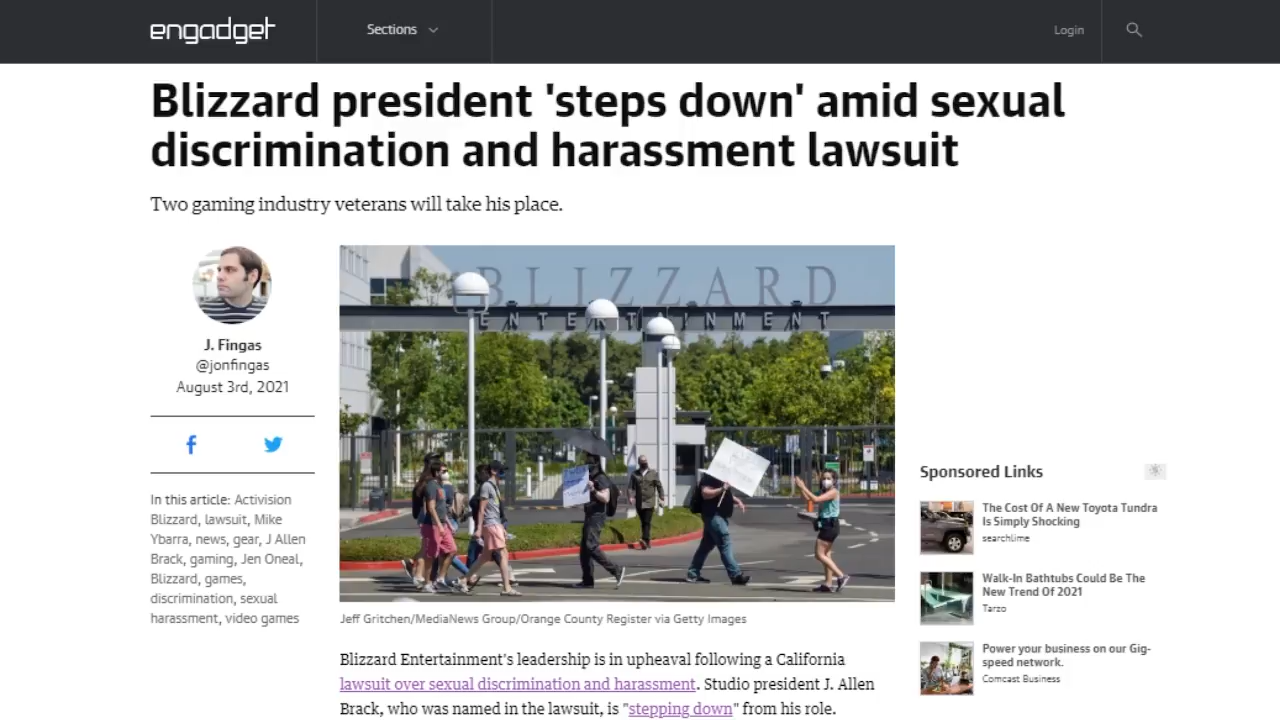 engadget
Sections
Login
Blizzard president 'steps down' amid sexual
discrimination and harassment lawsuit
Two gaming industry veterans will take his place.
J. Fingas
@jonfingas
August 3rd, 2021
In this article: Activision
Blizzard, lawsuit, Mike
Ybarra, news, gear, J Allen
Brack, gaming, Jen Oneal,
Blizzard, games,
discrimination, sexual
harassment, video games
BLIZZARD
ENTERTAINMENT
Jeff Gritchen/MediaNews Group/Orange County Register via Getty Images
Blizzard Entertainment's leadership is in upheaval following a California
lawsuit over sexual discrimination and harassment. Studio president J. Allen
Brack, who was named in the lawsuit, is "stepping down" from his role.
Sponsored Links
The Cost Of A New Toyota Tundra
Is Simply Shocking
searchlime
Walk-In Bathtubs Could Be The
New Trend Of 2021
Tarzo
Power your business on our Gig-
speed network.
Comcast Business